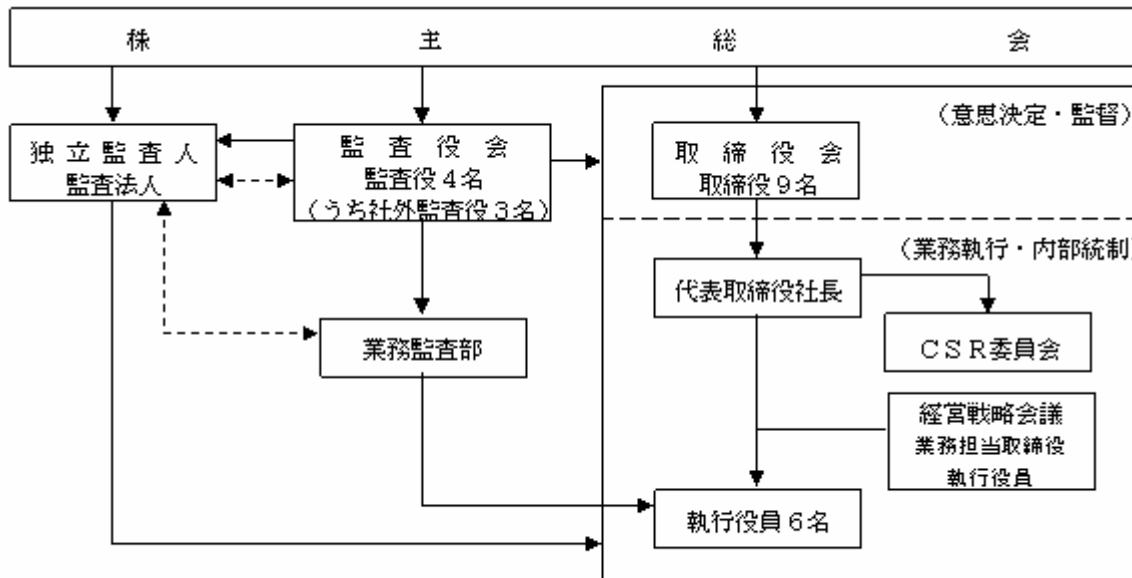 株主総会
(意思決定・監督)
独立監査人
監査法人
監査役会
監査役4名
(うち社外監査役3名)
取締役会
取締役9名
(業務執行・内部統制)
代表取締役社長
業務監査部
CSR委員会
経営戦略会議
業務担当取締役
執行役員
執行役員6名